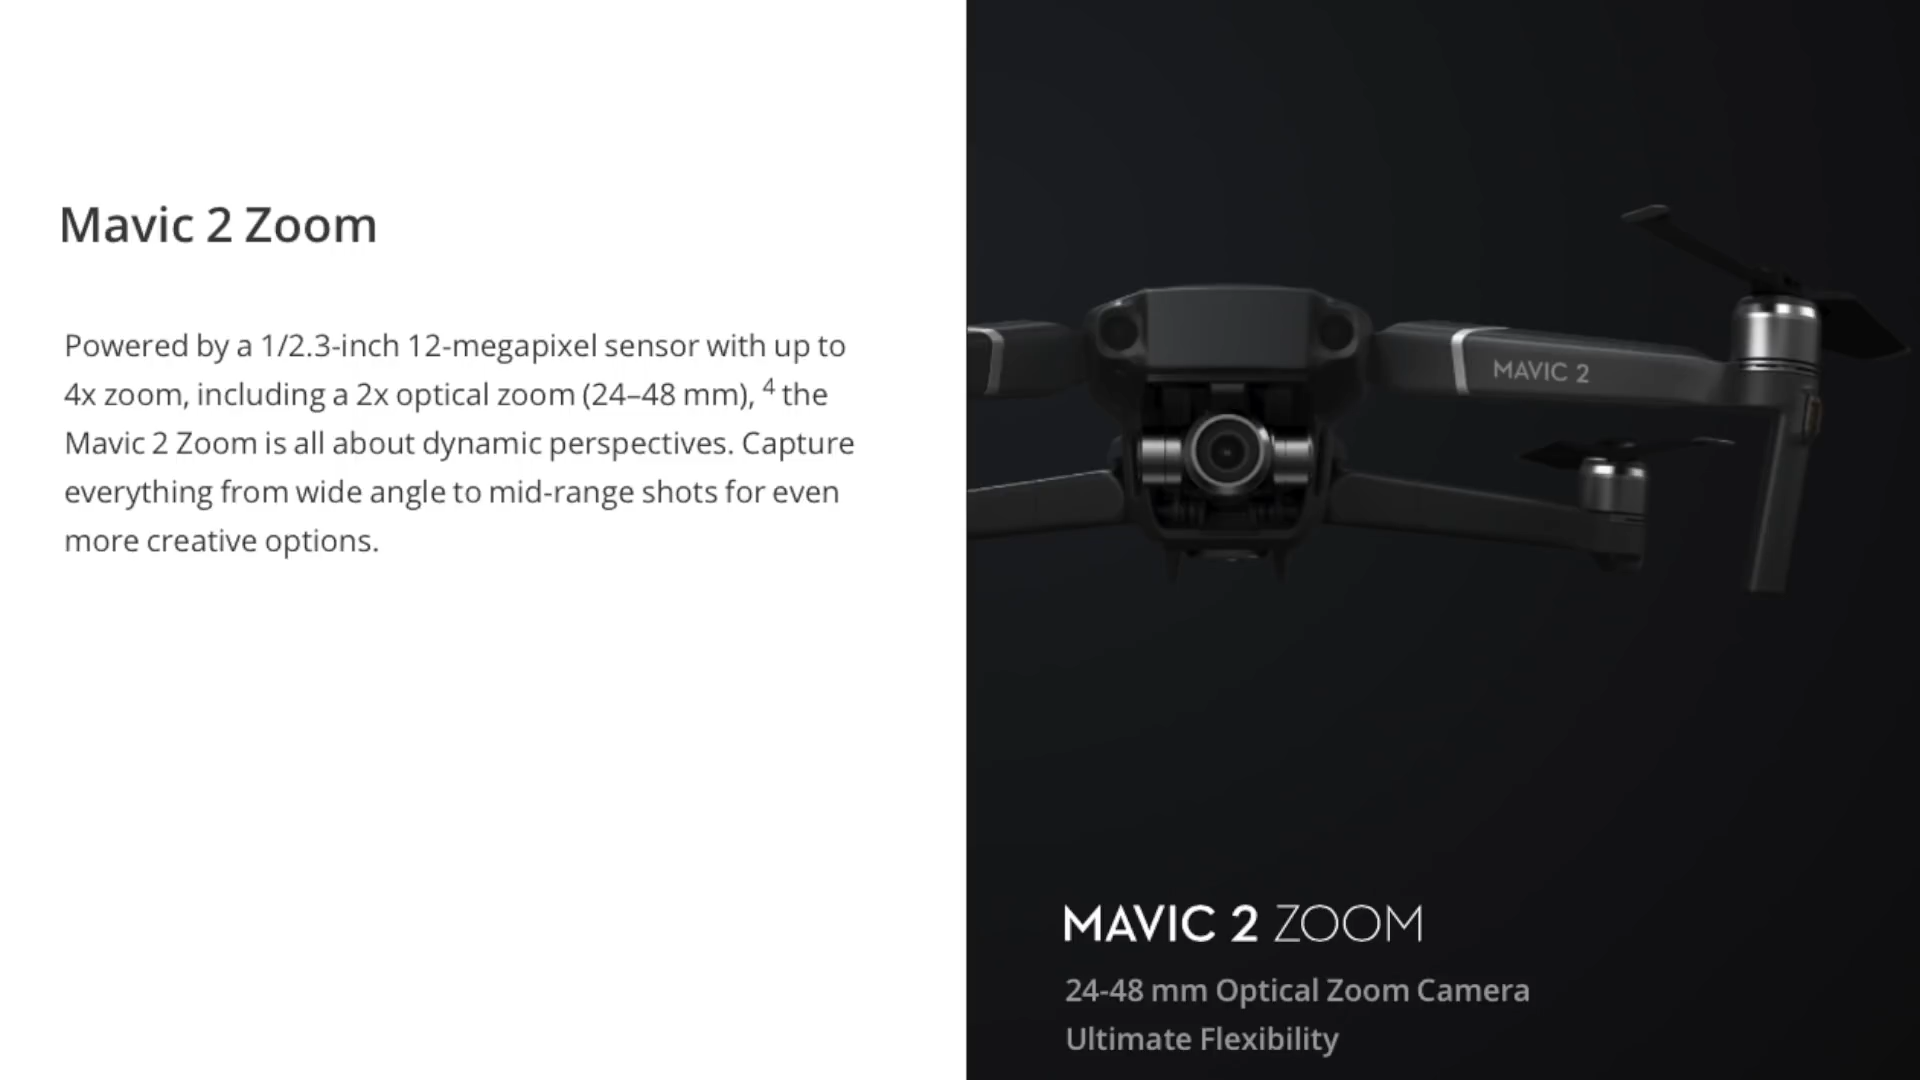 Mavic 2 Zoom
Powered by a 1/2.3-inch 12-megapixel sensor with up to
4x zoom, including a 2x optical zoom (24–48 mm), ⁴ the
Mavic 2 Zoom is all about dynamic perspectives. Capture
everything from wide angle to mid-range shots for even
more creative options.
MAVIC 2
MAVIC 2 ZOOM
24-48 mm Optical Zoom Camera
Ultimate Flexibility